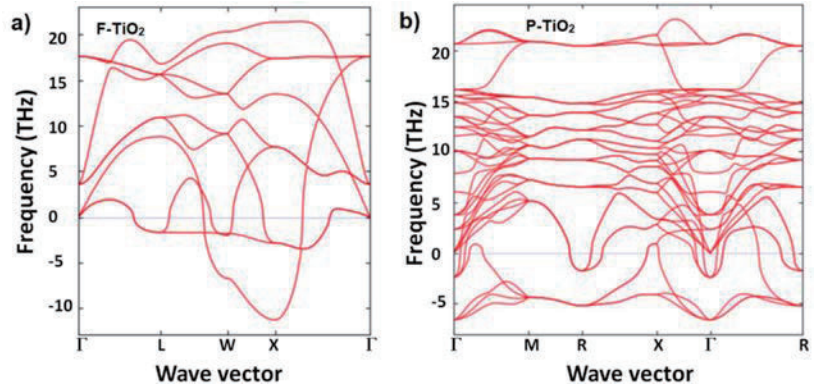 a)
F-TiO₂
Frequency (THz)
20
15
10
5
0
-5
-10
Γ L W X Γ
Wave vector
b)
P-TiO₂
Frequency (THz)
20
15
10
5
0
-5
Γ M R X Γ R
Wave vector